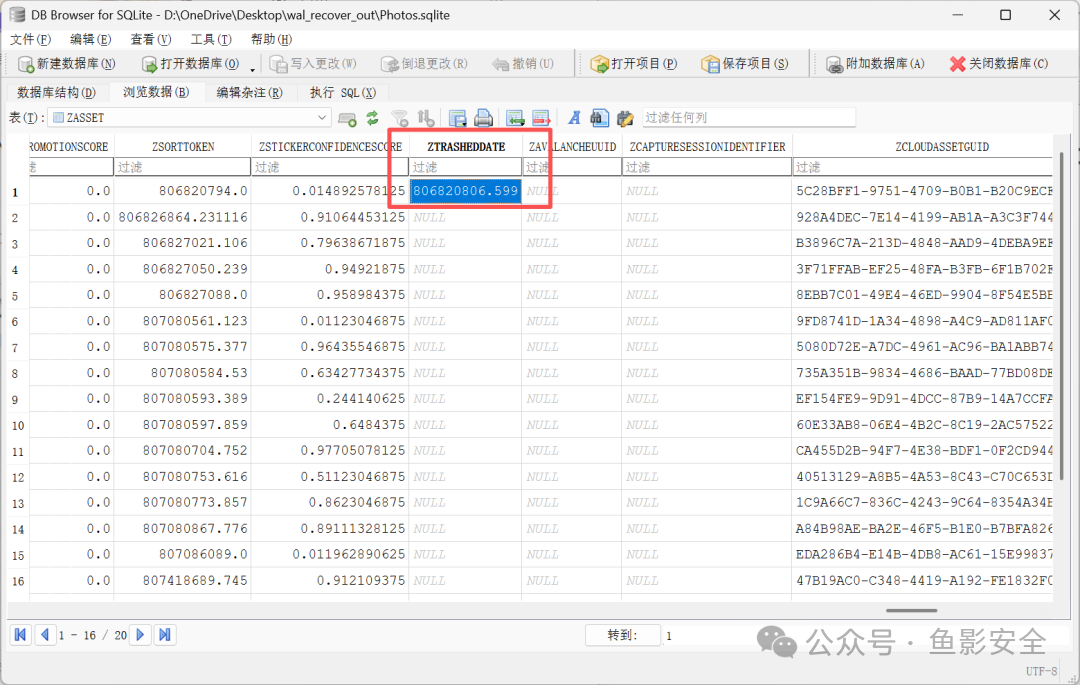 DB Browser for SQLite - D:\OneDrive\Desktop\wal_recover_out\Photos.sqlite
文件(F) 编辑(E) 查看(V) 工具(T) 帮助(H)
新建数据库(N) 打开数据库(O) 写入更改(W) 倒退更改(R) 撤销(U) 打开项目(P) 保存项目(S) 附加数据库(A) 关闭数据库(C)
数据库结构(D) 浏览数据(B) 编辑杂注(R) 执行 SQL(X)
表(T): ZASSET 过滤任何列
ROMOTIONSCORE ZSORTTOKEN ZSTICKERCONFIDENCESCORE ZTRASHEDDATE ZAVALANCHEUUID ZCAPTURESESSIONIDENTIFIER ZCLOUDASSETGUID
滤 过滤 过滤 过滤 过滤 过滤 过滤
1 0.0 806820794.0 0.014892578125 806820806.599 NULL NULL 5C28BFF1-9751-4709-B0B1-B20C9ECF
2 0.0 806826864.231116 0.91064453125 NULL NULL NULL 928A4DEC-7E14-4199-AB1A-A3C3F744
3 0.0 806827021.106 0.79638671875 NULL NULL NULL B3896C7A-213D-4848-AAD9-4DEBA9EF
4 0.0 806827050.239 0.94921875 NULL NULL NULL 3F71FFAB-EF25-48FA-B3FB-6F1B702F
5 0.0 806827088.0 0.958984375 NULL NULL NULL 8EBB7C01-49E4-46ED-9904-8F54E5BE
6 0.0 807080561.123 0.01123046875 NULL NULL NULL 9FD8741D-1A34-4898-A4C9-AD811AFC
7 0.0 807080575.377 0.96435546875 NULL NULL NULL 5080D72E-A7DC-4961-AC96-BA1ABB74
8 0.0 807080584.53 0.63427734375 NULL NULL NULL 735A351B-9834-4686-BAAD-77BD08DE
9 0.0 807080593.389 0.244140625 NULL NULL NULL EF154FE9-9D91-4DCC-87B9-14A7CCFA
10 0.0 807080597.859 0.6484375 NULL NULL NULL 60E33AB8-06E4-4B2C-8C19-2AC57522
11 0.0 807080704.752 0.97705078125 NULL NULL NULL CA455D2B-94F7-4E38-BDF1-0F2CD944
12 0.0 807080753.616 0.51123046875 NULL NULL NULL 40513129-A8B5-4A53-8C43-C70C653D
13 0.0 807080773.857 0.8623046875 NULL NULL NULL 1C9A66C7-836C-4243-9C64-8354A34E
14 0.0 807080867.776 0.89111328125 NULL NULL NULL A84B98AE-BA2E-46F5-B1E0-B7BFA826
15 0.0 807086089.0 0.011962890625 NULL NULL NULL EDA286B4-E14B-4DB8-AC61-15E99837
16 0.0 807418689.745 0.912109375 NULL NULL NULL 47B19AC0-C348-4419-A192-FE1832FC
1 - 16 / 20 转到: 1
公众号 · 鱼影安全
UTF-8